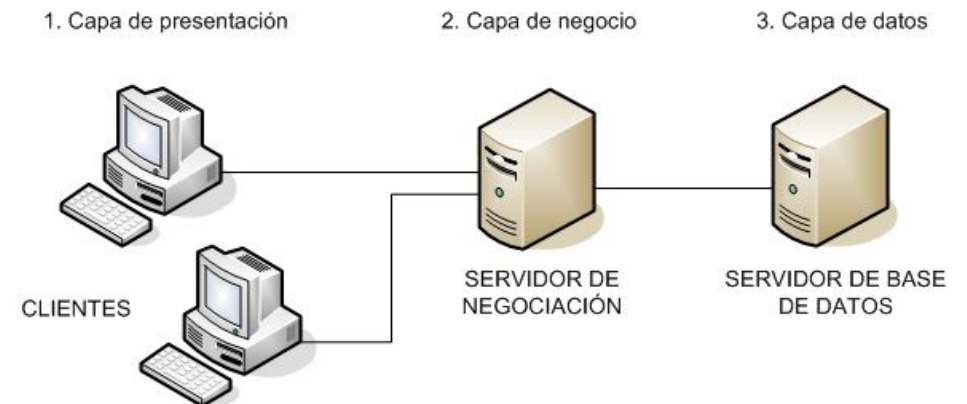 1. Capa de presentación
2. Capa de negocio
3. Capa de datos
CLIENTES
SERVIDOR DE
NEGOCIACIÓN
SERVIDOR DE BASE
DE DATOS